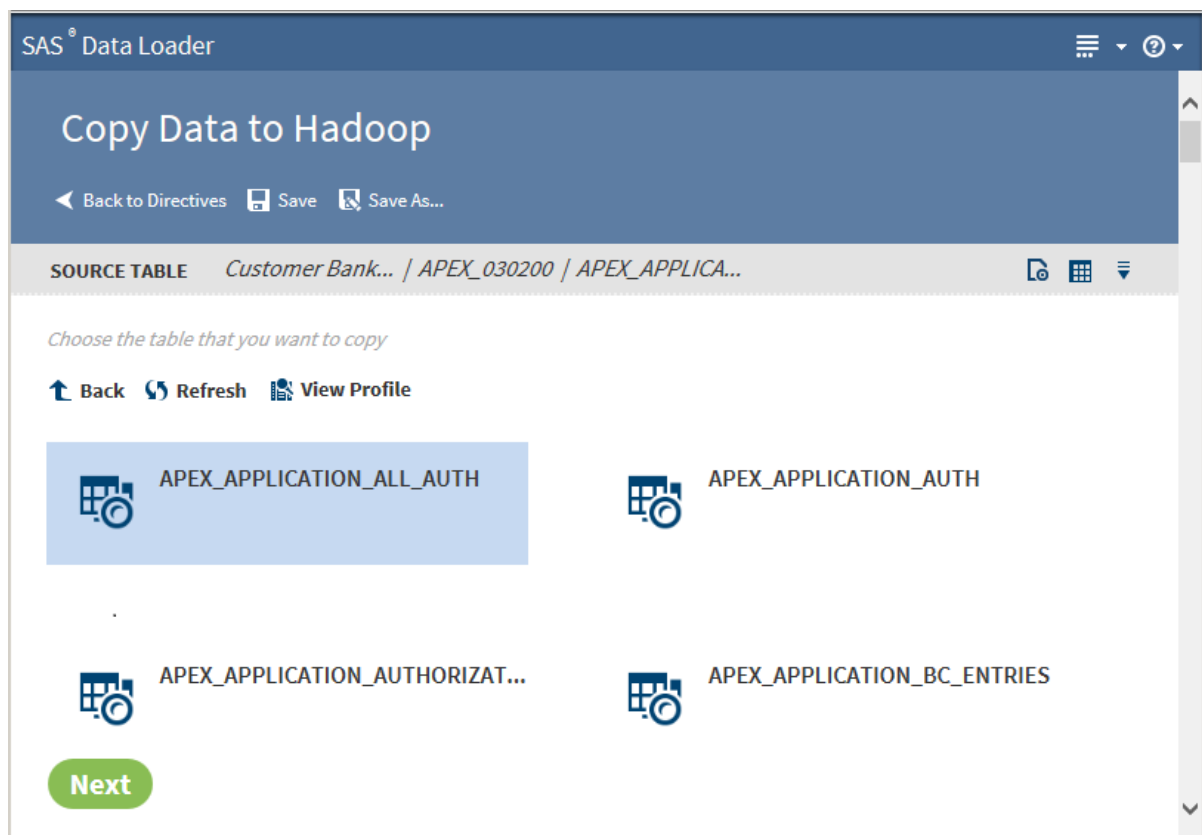 SAS® Data Loader
Copy Data to Hadoop
Back to Directives Save Save As...
SOURCE TABLE Customer Bank... | APEX_030200 | APEX_APPLICA...
Choose the table that you want to copy
Back Refresh View Profile
APEX_APPLICATION_ALL_AUTH APEX_APPLICATION_AUTH
APEX_APPLICATION_AUTHORIZAT... APEX_APPLICATION_BC_ENTRIES
Next